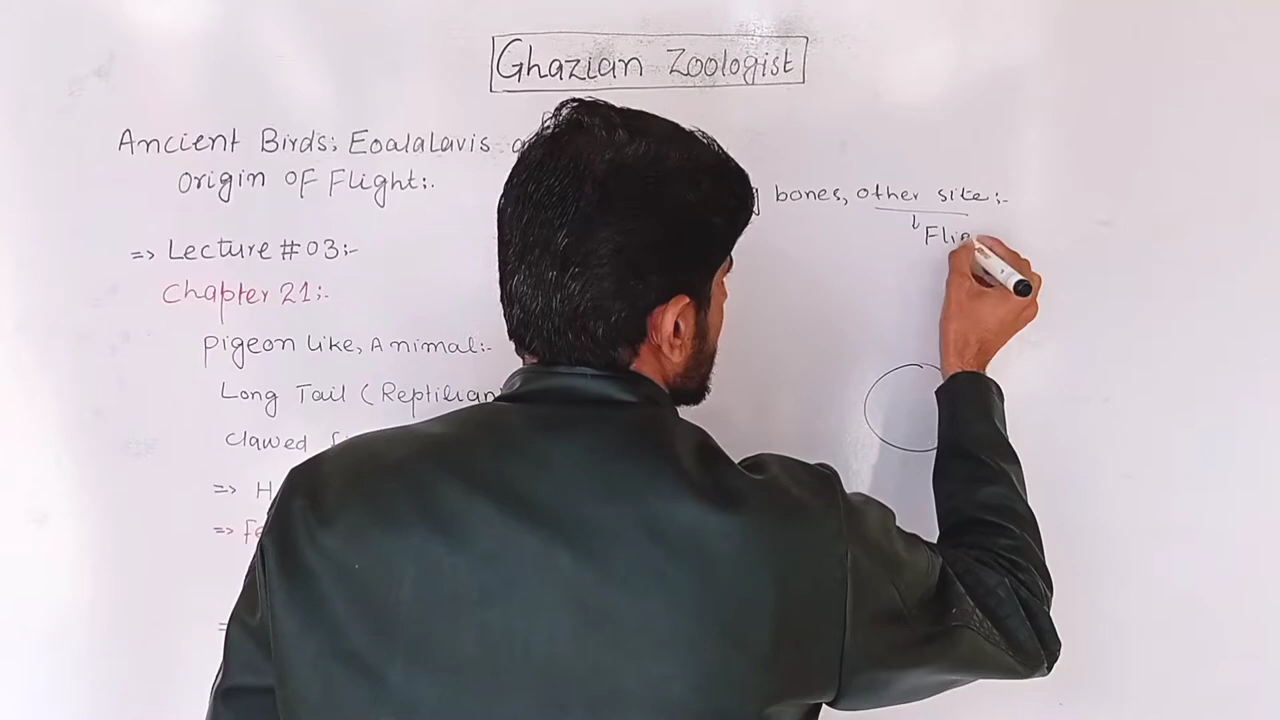 Ghazian Zoologist
Ancient Birds: Eoalalavis
origin of Flight:.
bones, other site:-
=> Lecture #03:-
Flig
Chapter 21:-
Pigeon like, Animal:-
Long Tail (Reptilian
Clawed
=> H
=> Fe
=